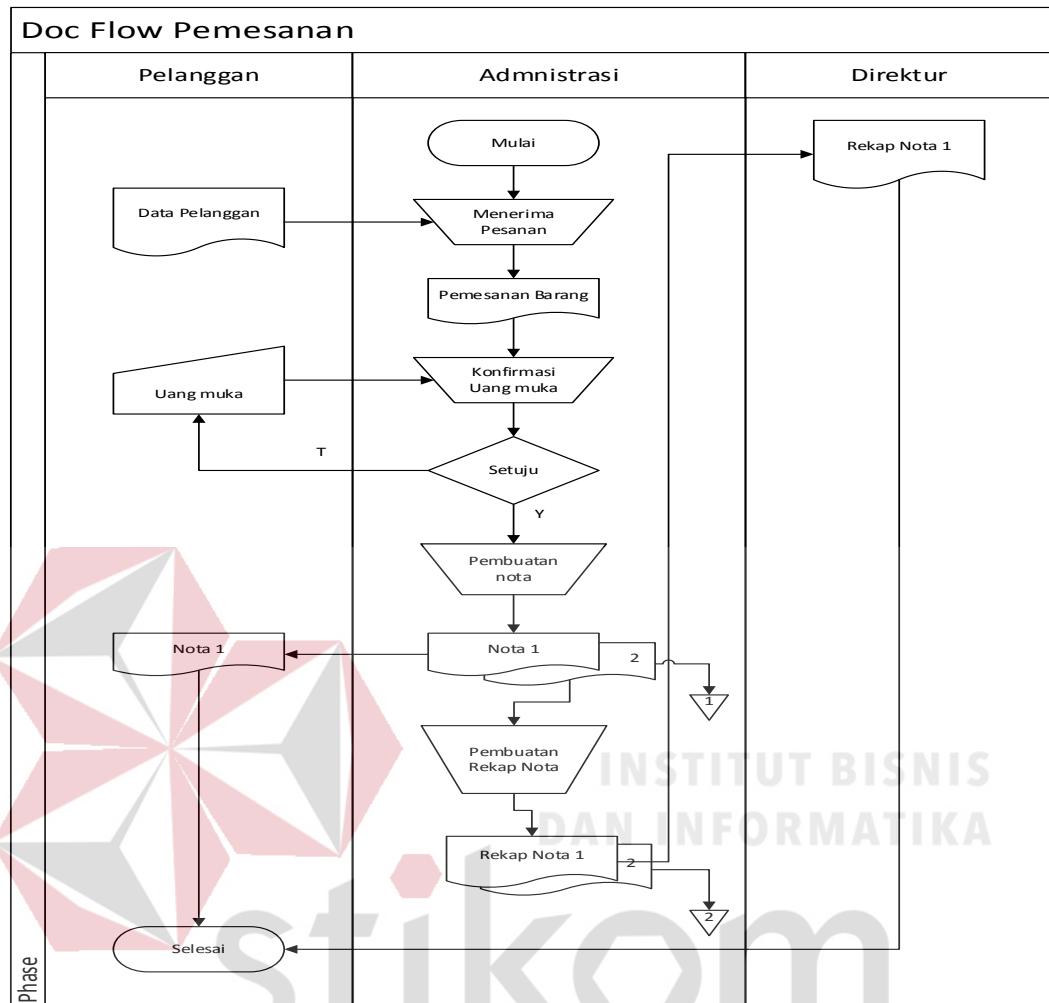 Doc Flow Pemesanan
Pelanggan
Admnistrasi
Direktur
Mulai
Rekap Nota 1
Data Pelanggan
Menerima
Pesanan
Pemesanan Barang
Uang muka
Konfirmasi
Uang muka
T
Setuju
Y
Pembuatan
nota
Nota 1
Nota 1
2
1
Pembuatan
Rekap Nota
INSTITUT BISNIS
DAN INFORMATIKA
Rekap Nota 1
2
2
stikom
Selesai
Phase